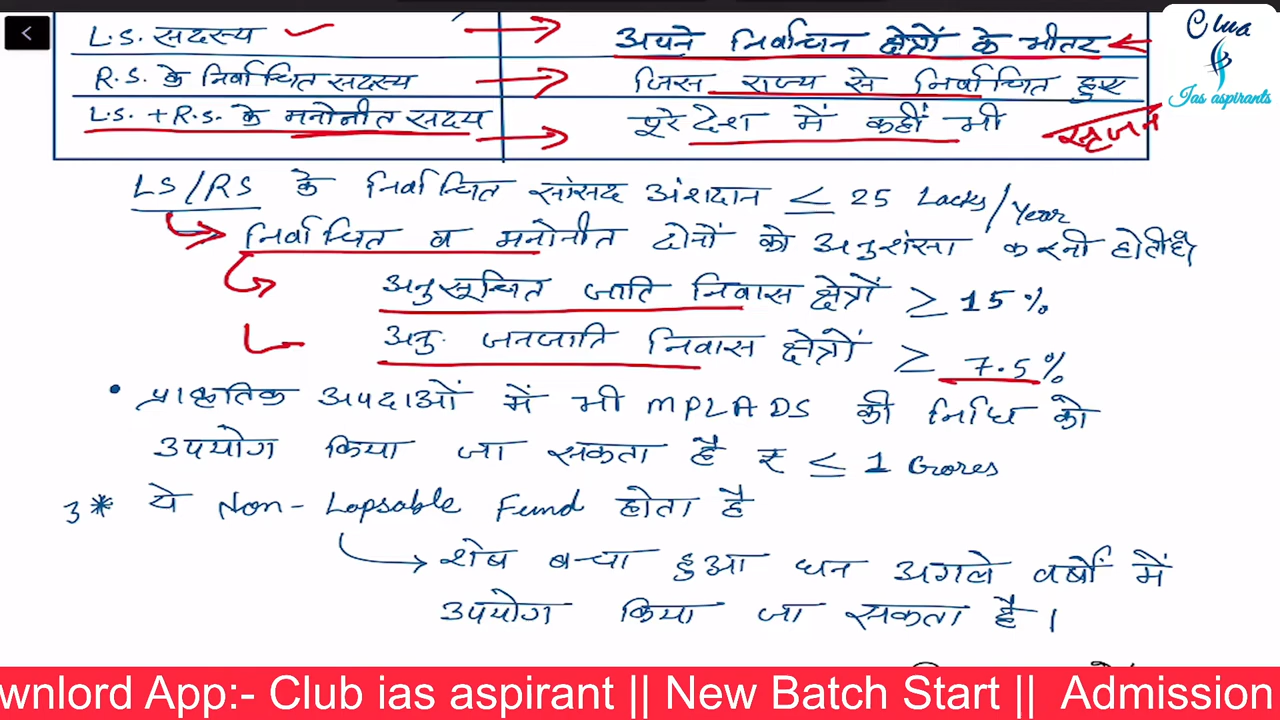 L.S. सदस्य → अपने निर्वाचन क्षेत्रों के भीतर
R.S. के निर्वाचित सदस्य → जिस राज्य से निर्वाचित हुए
L.S. + R.S. के मनोनीत सदस्य → पूरे देश में कहीं भी
Club
Ias aspirants
LS/RS के निर्वाचित सांसद अंशदान ≤ 25 Lacks/Year
निर्वाचित व मनोनीत दोनों को अनुशंसा करनी होती है
अनुसूचित जाति निवास क्षेत्रों ≥ 15%
अनु. जनजाति निवास क्षेत्रों ≥ 7.5%
• प्राकृतिक अपदाओं में भी MPLADS की निधि को
उपयोग किया जा सकता है ₹ ≤ 1 Crores
3* ये Non-Lapsable Fund होता है
→ शेष बचा हुआ धन अगले वर्षों में
उपयोग किया जा सकता है।
wnlord App:- Club ias aspirant || New Batch Start || Admission